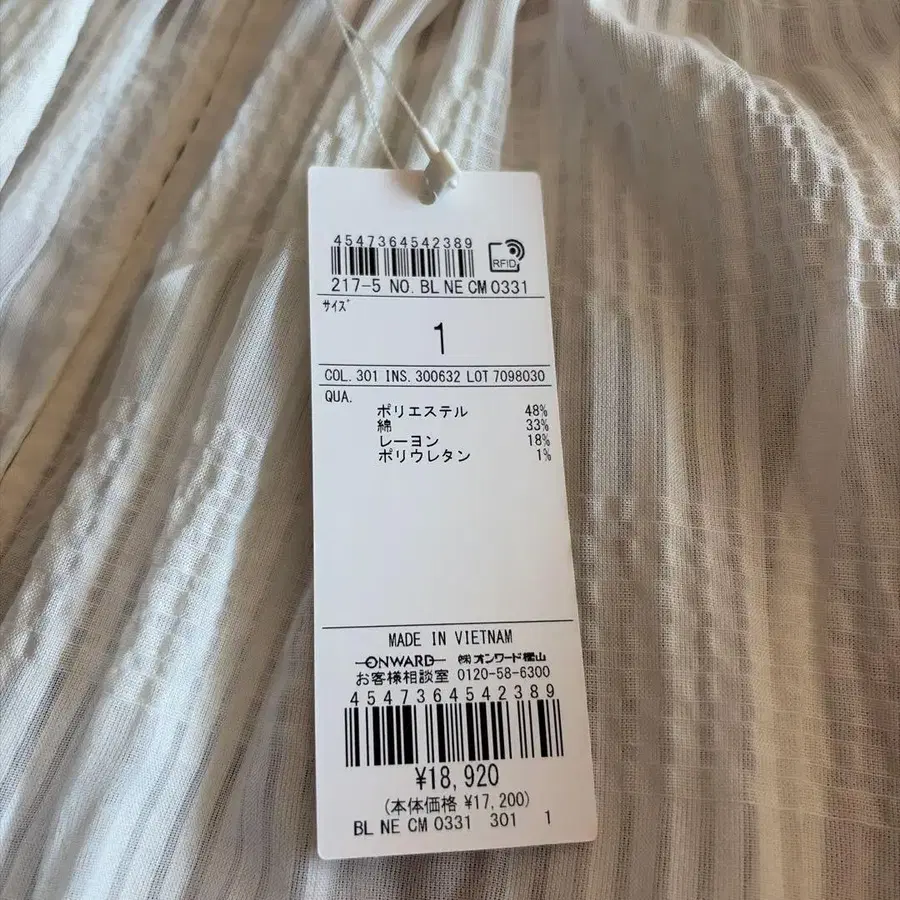 4547364542389
RFID
217-5 NO. BL NE CM 0331
サイズ
1
COL. 301 INS. 300632 LOT 7098030
QUA.
ポリエステル 48%
綿 33%
レーヨン 18%
ポリウレタン 1%
MADE IN VIETNAM
ONWARD ㈱オンワード樫山
お客様相談室 0120-58-6300
4547364542389
¥18,920
(本体価格 ¥17,200)
BL NE CM 0331 301 1